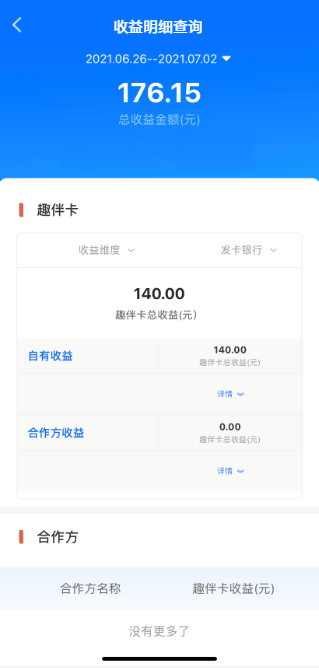 收益明细查询
2021.06.26--2021.07.02
176.15
总收益金额(元)
趣伴卡
收益维度
发卡银行
140.00
趣伴卡总收益(元)
自有收益
140.00
趣伴卡总收益(元)
详情
合作方收益
0.00
趣伴卡总收益(元)
详情
合作方
合作方名称
趣伴卡收益(元)
没有更多了